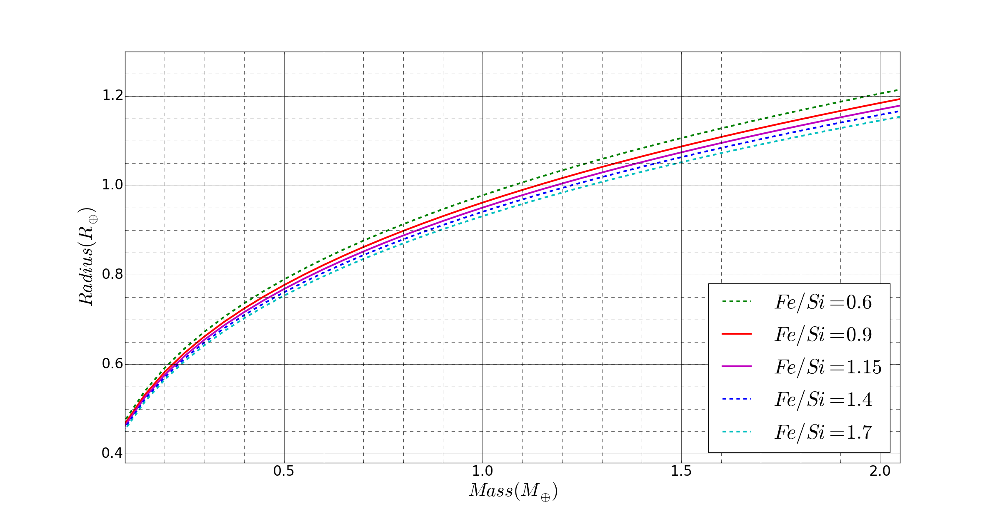 1.2
1.0
0.8
0.6
0.4
Radius(R⊕)
0.5 1.0 1.5 2.0
Mass(M⊕)
Fe/Si=0.6
Fe/Si=0.9
Fe/Si=1.15
Fe/Si=1.4
Fe/Si=1.7